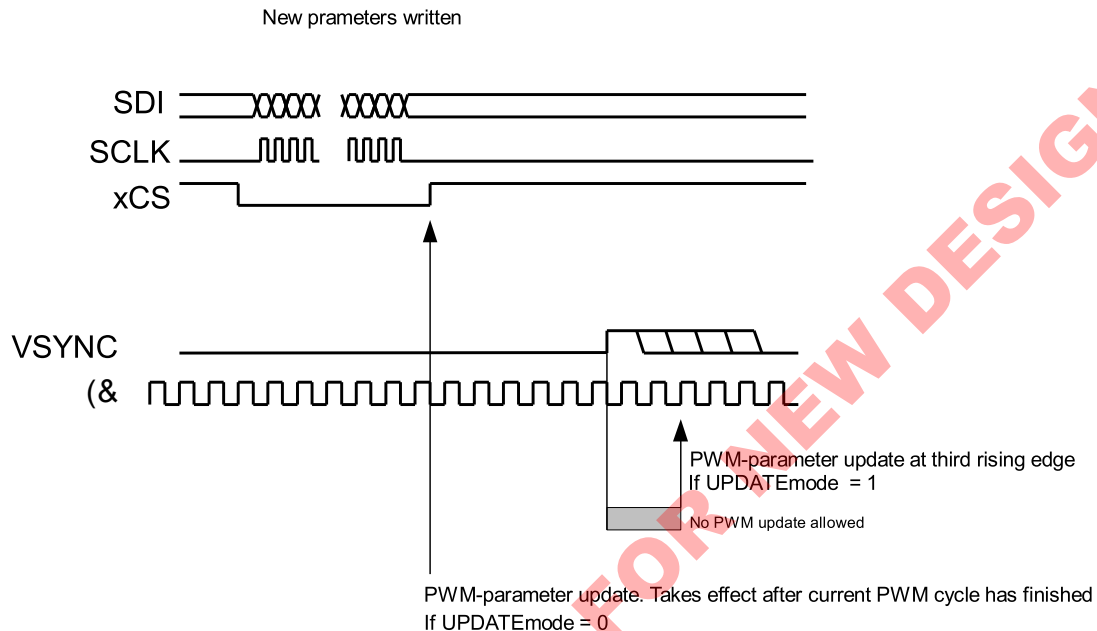 New prameters written
SDI
SCLK
xCS
VSYNC
(&
PWM-parameter update at third rising edge
If UPDATEmode = 1
No PWM update allowed
PWM-parameter update. Takes effect after current PWM cycle has finished
If UPDATEmode = 0
FOR NEW DESIGN